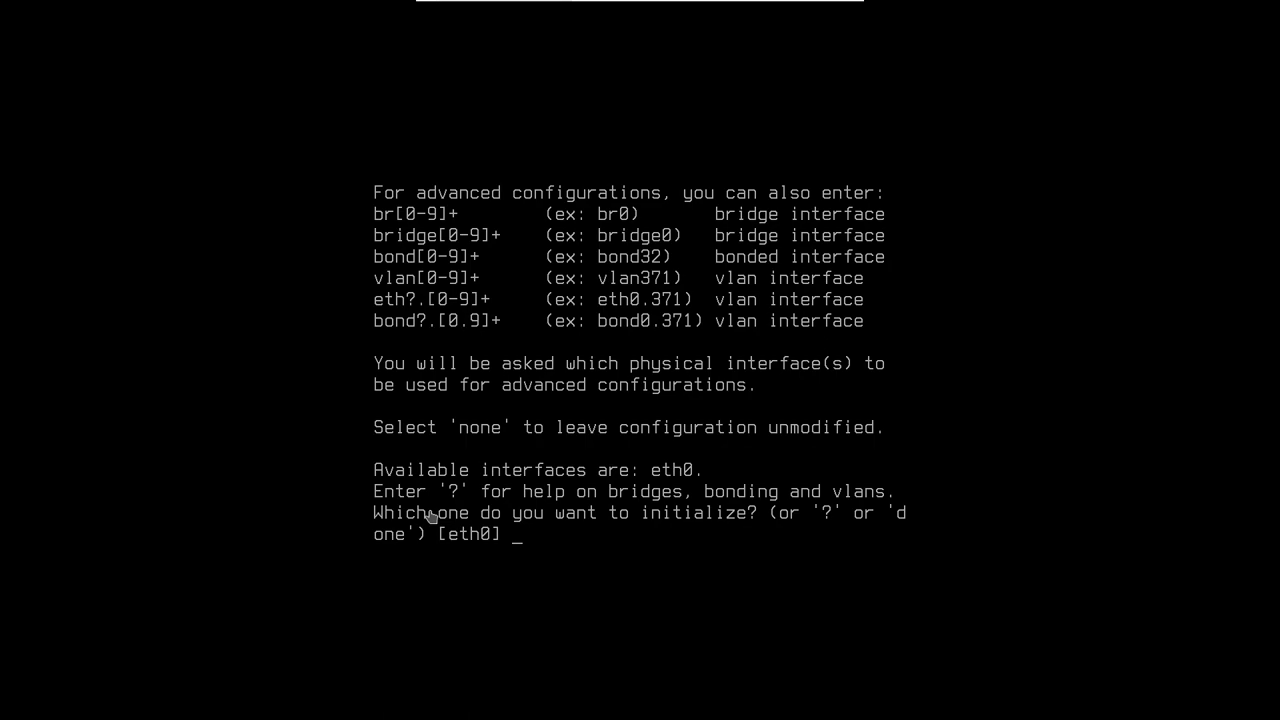 For advanced configurations, you can also enter:
br[0-9]+ (ex: br0) bridge interface
bridge[0-9]+ (ex: bridge0) bridge interface
bond[0-9]+ (ex: bond32) bonded interface
vlan[0-9]+ (ex: vlan371) vlan interface
eth?.[0-9]+ (ex: eth0.371) vlan interface
bond?.[0.9]+ (ex: bond0.371) vlan interface
You will be asked which physical interface(s) to
be used for advanced configurations.
Select 'none' to leave configuration unmodified.
Available interfaces are: eth0.
Enter '?' for help on bridges, bonding and vlans.
Which one do you want to initialize? (or '?' or 'd
one') [eth0] _